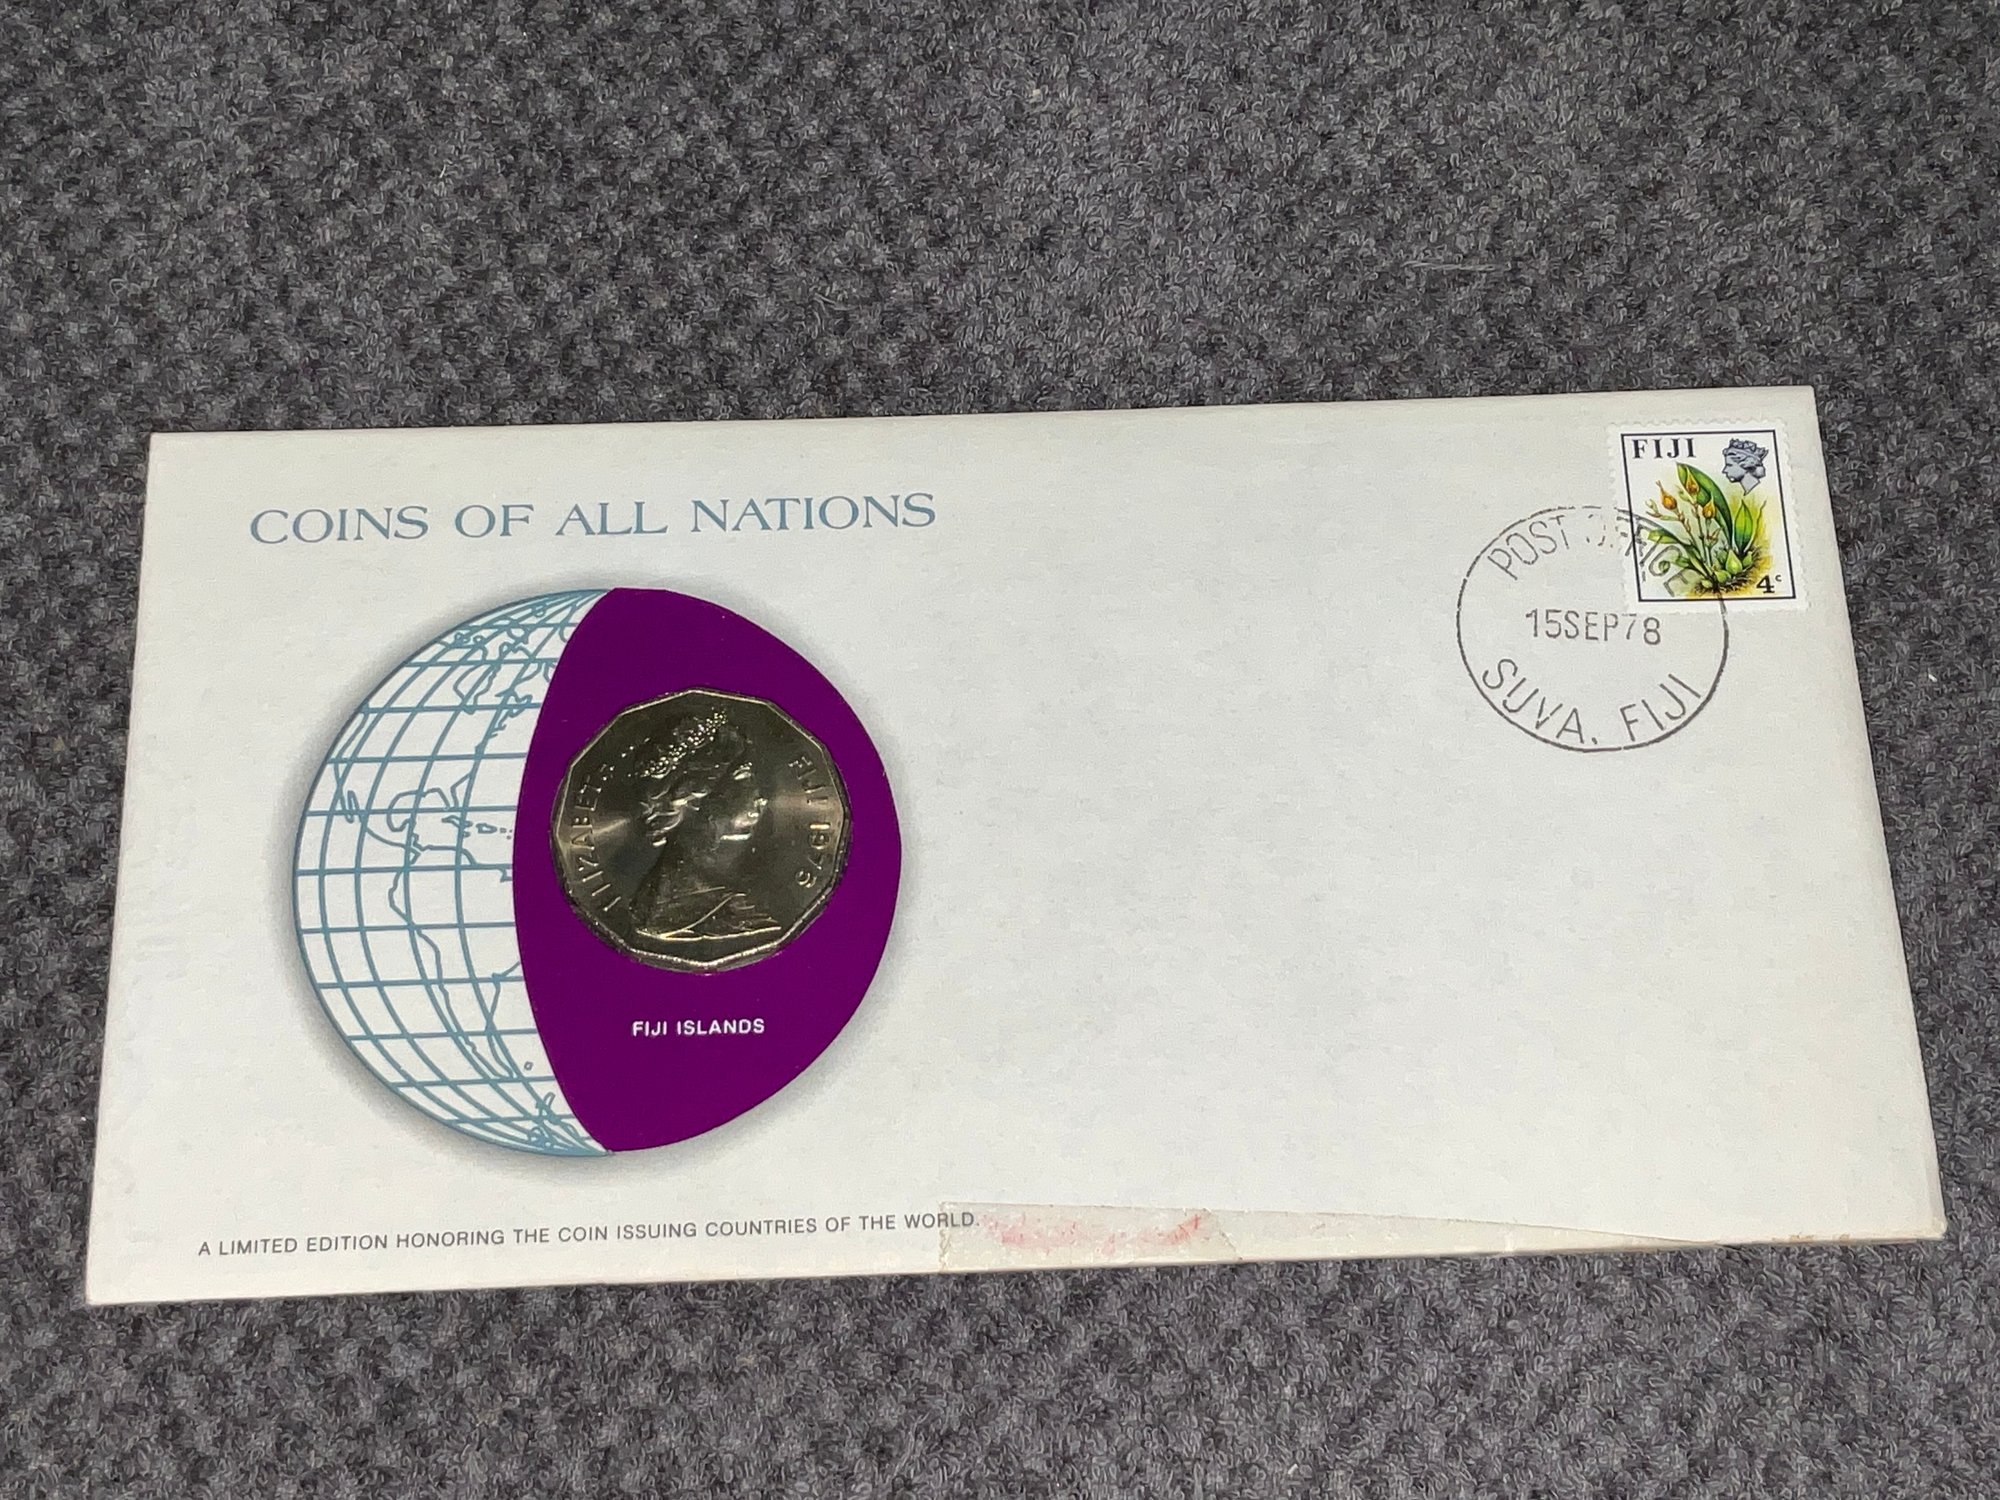 COINS OF ALL NATIONS
FIJI
4c
POST OFFICE
15SEP78
SUVA, FIJI
ELIZABETH II
FIJI
FIJI ISLANDS
A LIMITED EDITION HONORING THE COIN ISSUING COUNTRIES OF THE WORLD.